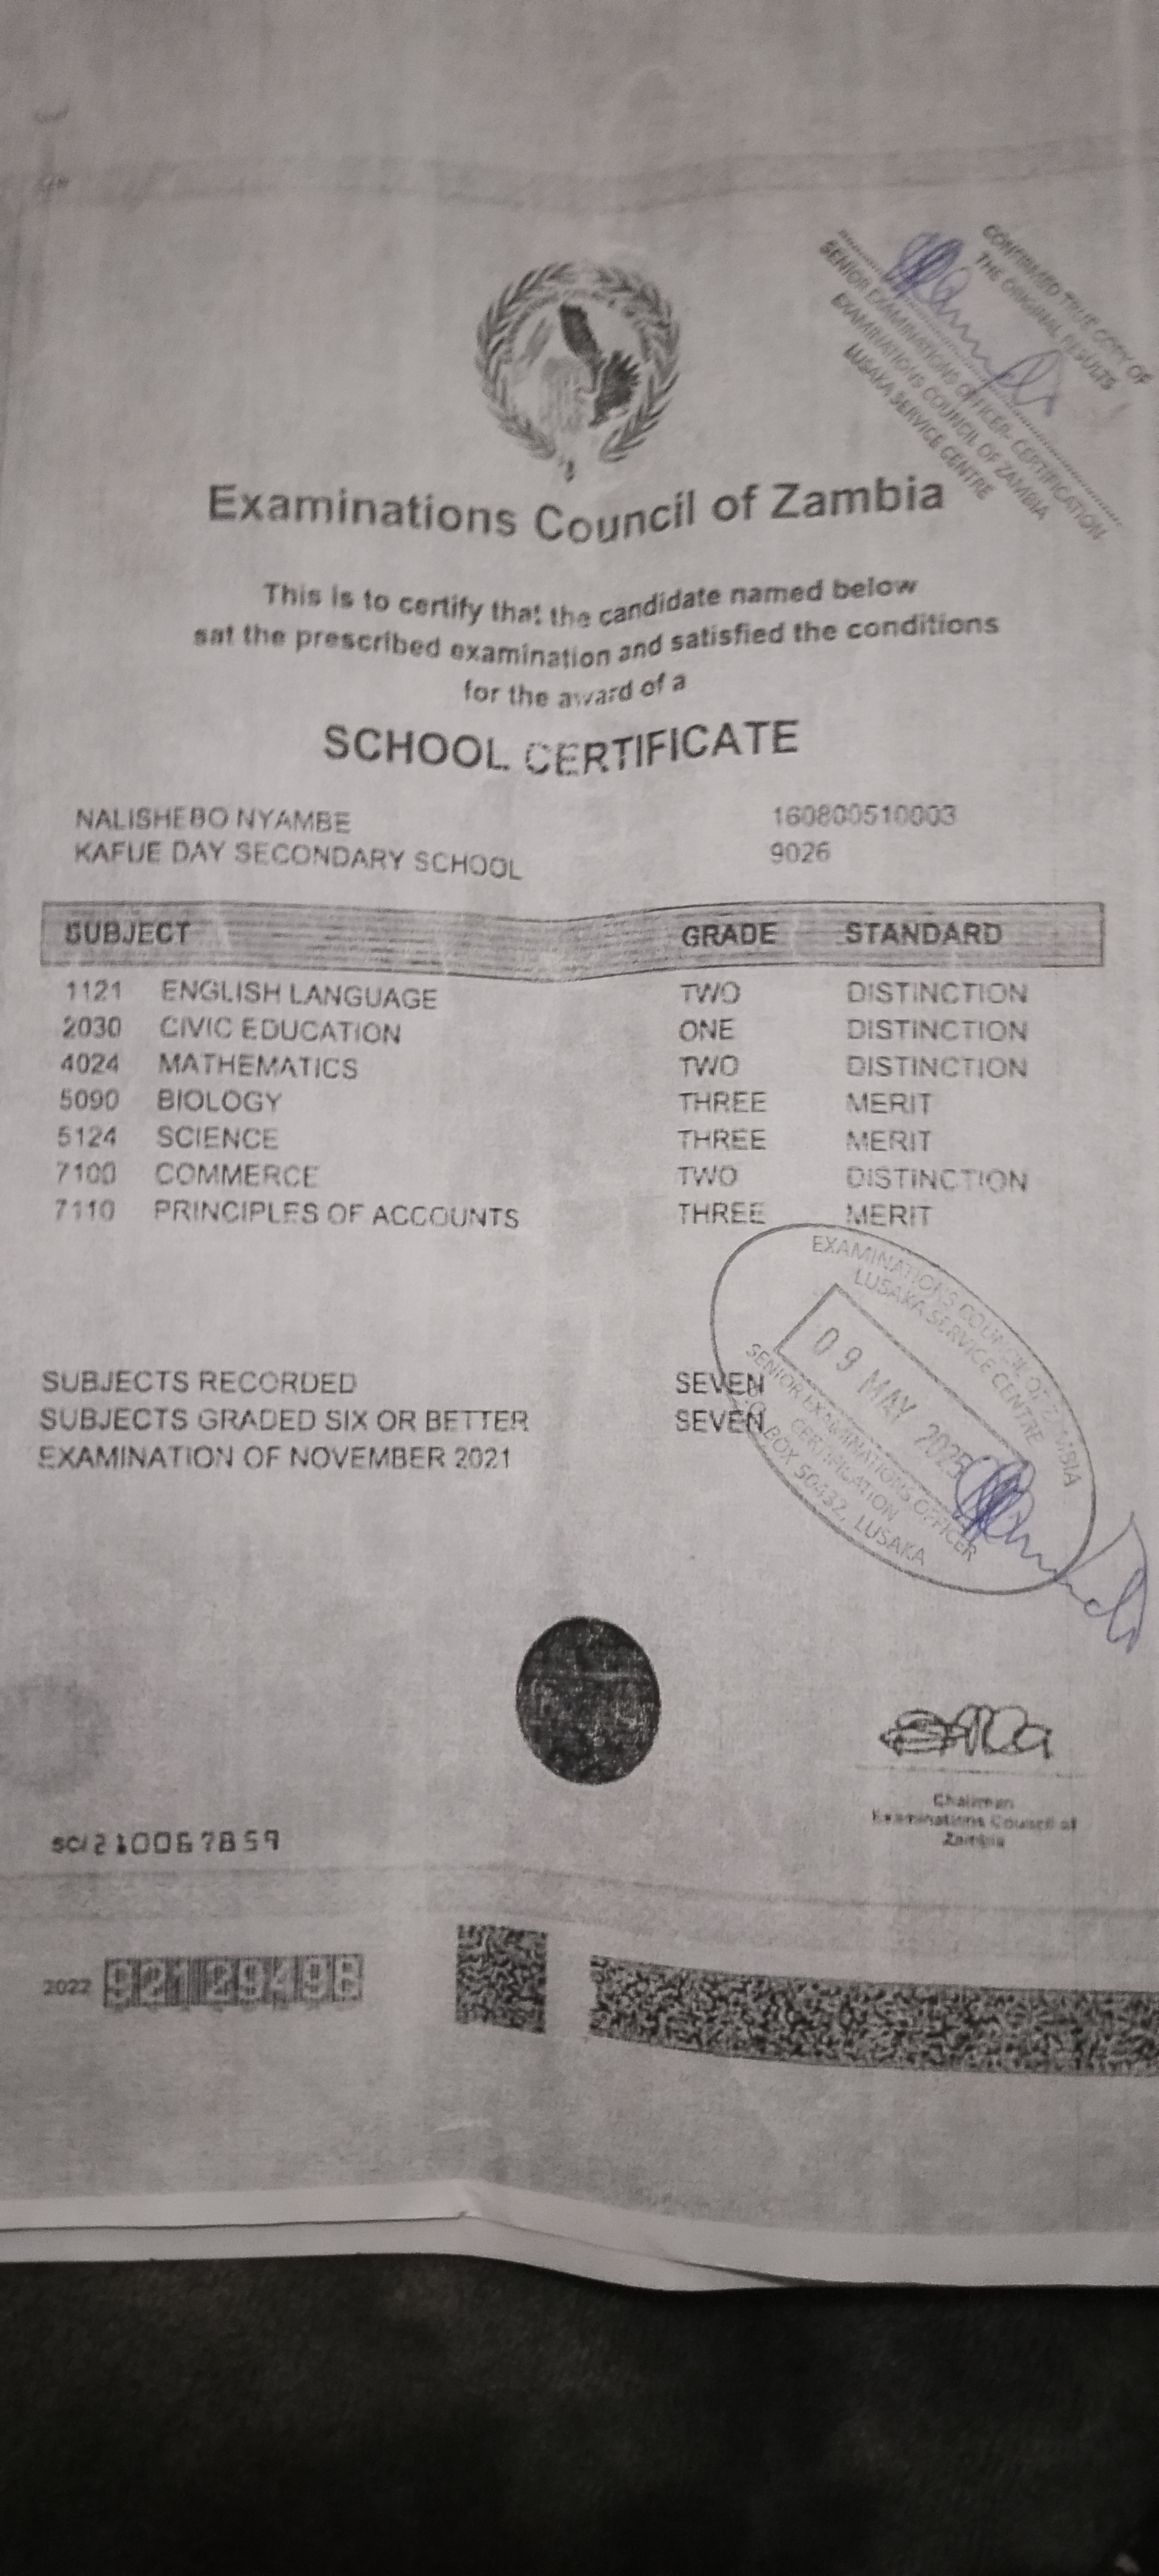 CONFIRMED TRUE COPY OF
THE ORIGINAL RESULTS
SENIOR EXAMINATIONS OFFICER- CERTIFICATION
EXAMINATIONS COUNCIL OF ZAMBIA
LUSAKA SERVICE CENTRE
Examinations Council of Zambia
This is to certify that the candidate named below
sat the prescribed examination and satisfied the conditions
for the award of a
SCHOOL CERTIFICATE
NALISHEBO NYAMBE 160800510003
KAFUE DAY SECONDARY SCHOOL 9026
SUBJECT GRADE STANDARD
1121 ENGLISH LANGUAGE TWO DISTINCTION
2030 CIVIC EDUCATION ONE DISTINCTION
4024 MATHEMATICS TWO DISTINCTION
5090 BIOLOGY THREE MERIT
5124 SCIENCE THREE MERIT
7100 COMMERCE TWO DISTINCTION
7110 PRINCIPLES OF ACCOUNTS THREE MERIT
EXAMINATIONS COUNCIL OF ZAMBIA
LUSAKA SERVICE CENTRE
09 MAY 2025
SENIOR EXAMINATIONS OFFICER
CERTIFICATION
BOX 50432, LUSAKA
SUBJECTS RECORDED SEVEN
SUBJECTS GRADED SIX OR BETTER SEVEN
EXAMINATION OF NOVEMBER 2021
Chairman
Examinations Council of
Zambia
SC/210067859
2022 92129498